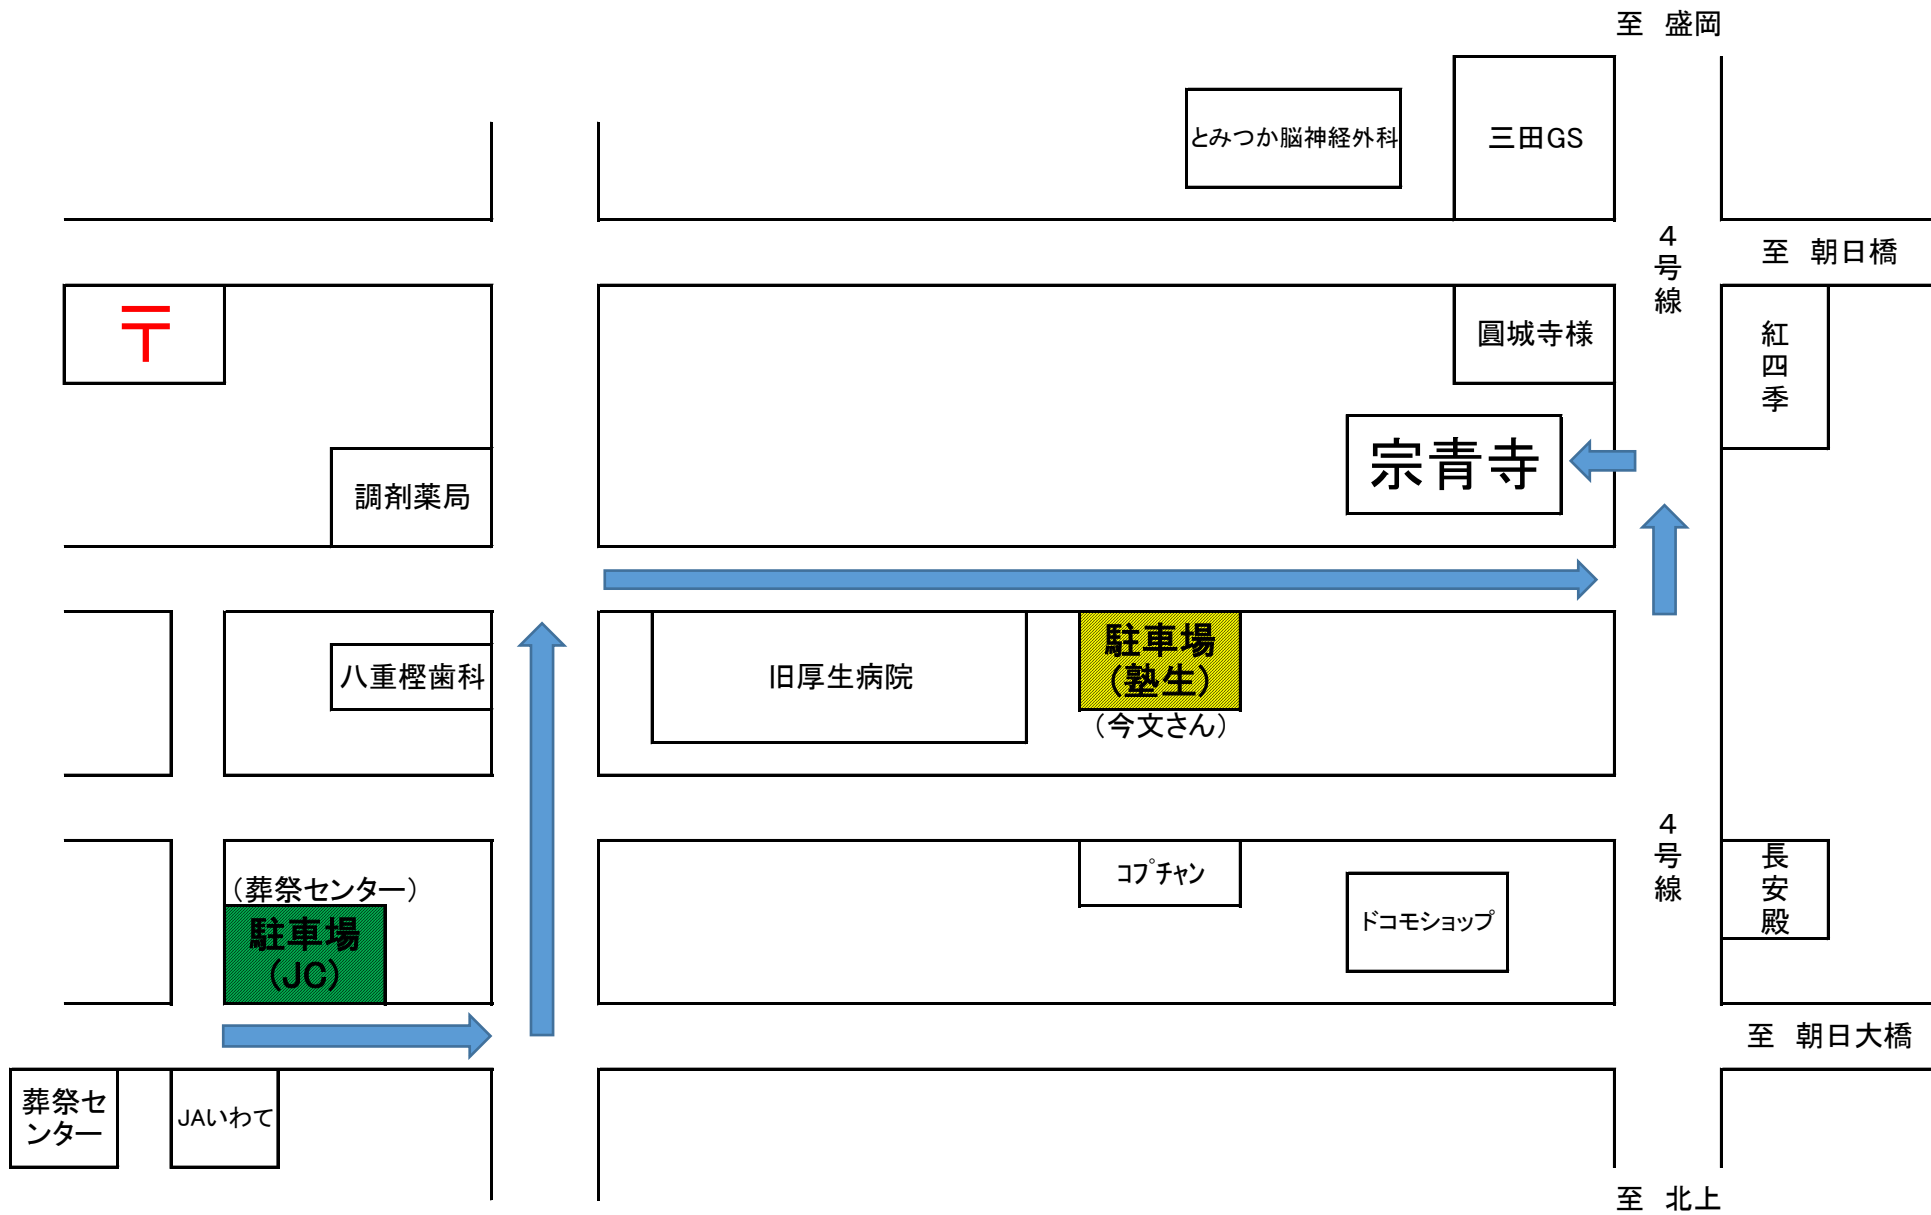 至　盛岡
とみつか脳神経外科
三田GS
４号線
至　朝日橋
〒
圓城寺様
紅四季
宗青寺
調剤薬局
八重樫歯科
旧厚生病院
駐車場
（塾生）
（今文さん）
４号線
コプチャン
ドコモショップ
長安殿
（葬祭センター）
駐車場
（JC）
至　朝日大橋
葬祭セ
ンター
JAいわて
至　北上